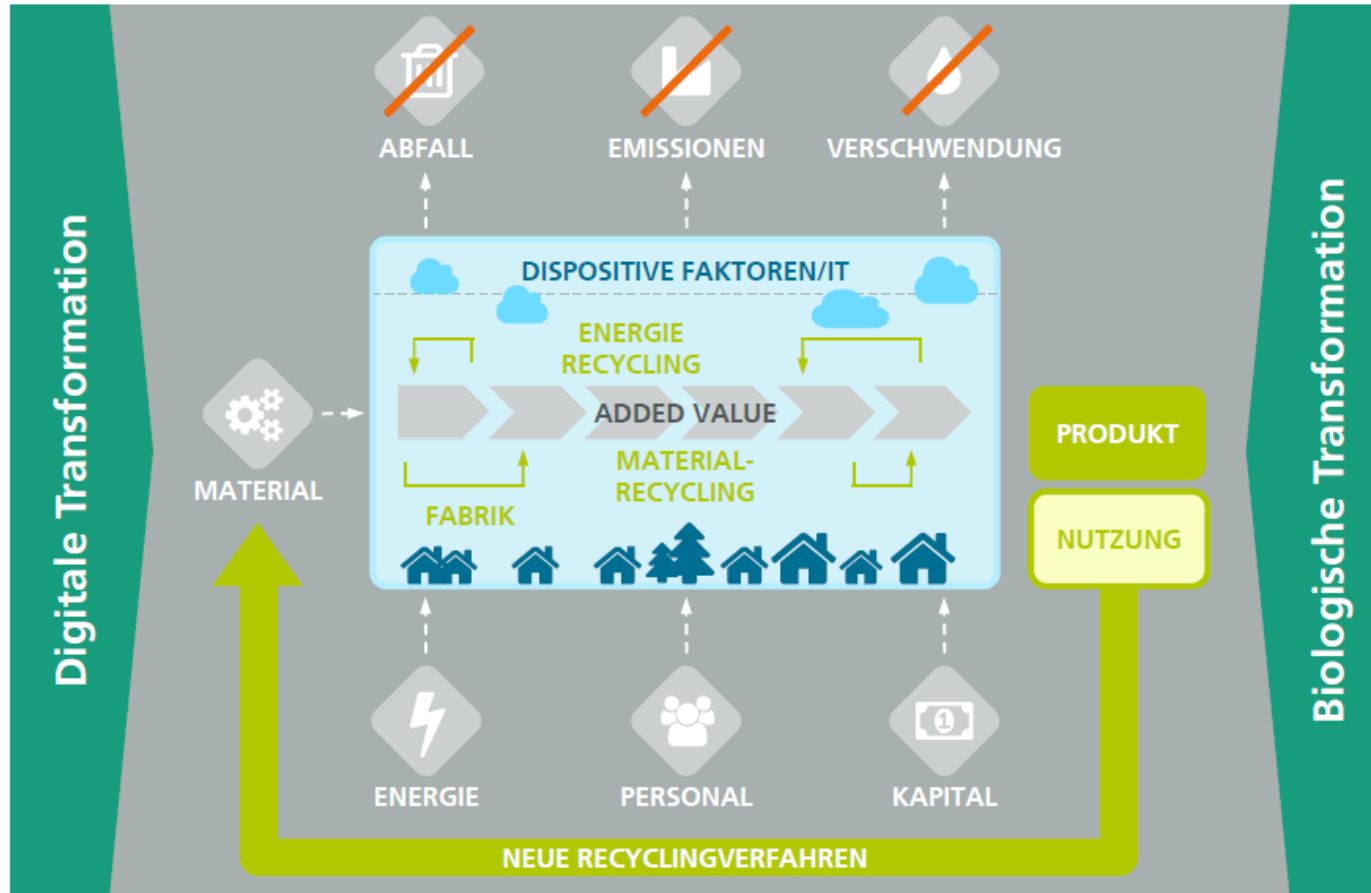 Digitale Transformation
ABFALL
EMISSIONEN
VERSCHWENDUNG
DISPOSITIVE FAKTOREN/IT
ENERGIE
RECYCLING
ADDED VALUE
MATERIAL-
RECYCLING
FABRIK
MATERIAL
PRODUKT
NUTZUNG
ENERGIE
PERSONAL
1
KAPITAL
NEUE RECYCLINGVERFAHREN
Biologische Transformation